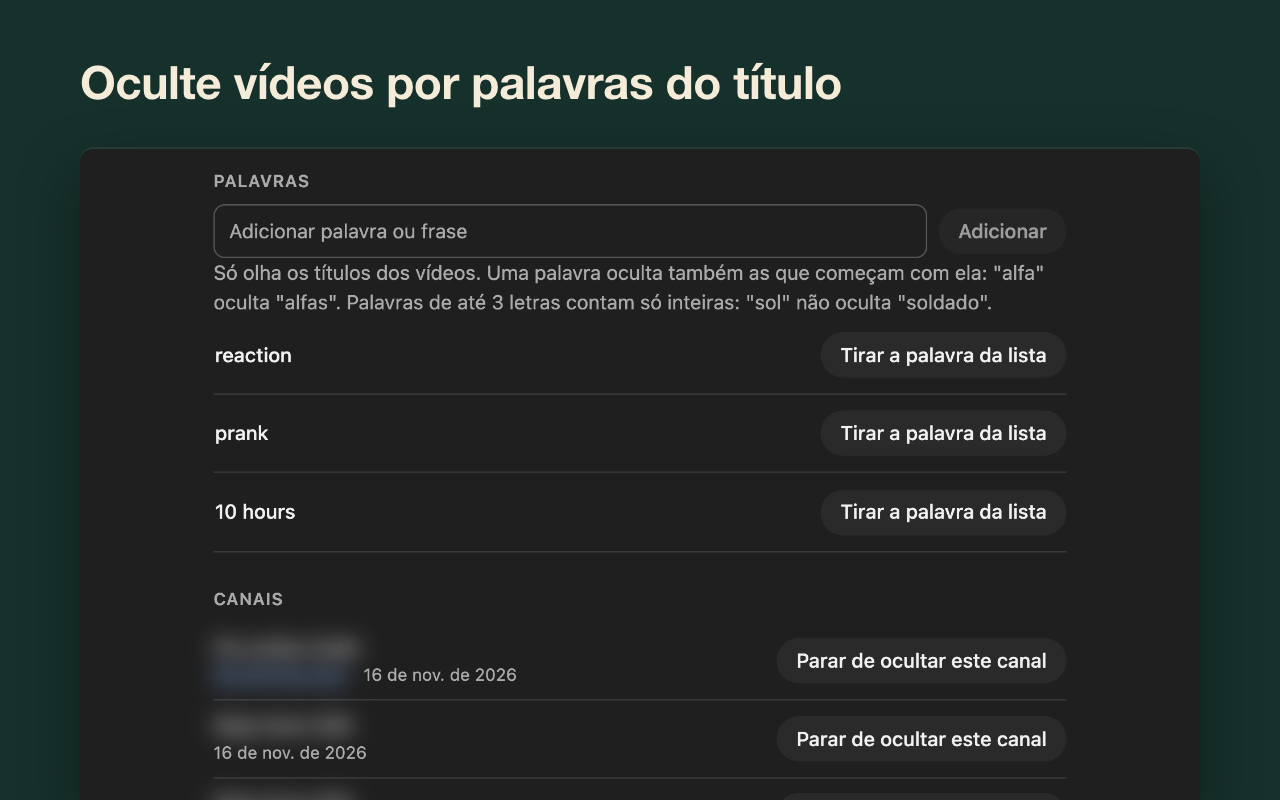 Oculte vídeos por palavras do título
PALAVRAS
Adicionar palavra ou frase
Adicionar
Só olha os títulos dos vídeos. Uma palavra oculta também as que começam com ela: "alfa"
oculta "alfas". Palavras de até 3 letras contam só inteiras: "sol" não oculta "soldado".
reaction
Tirar a palavra da lista
prank
Tirar a palavra da lista
10 hours
Tirar a palavra da lista
CANAIS
16 de nov. de 2026
Parar de ocultar este canal
16 de nov. de 2026
Parar de ocultar este canal